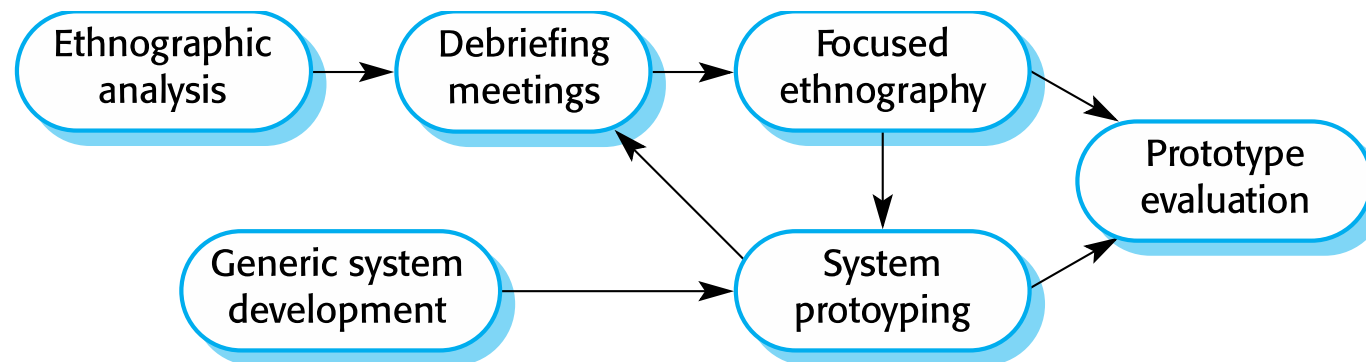 Ethnographic
analysis
Debriefing
meetings
Focused
ethnography
Prototype
evaluation
Generic system
development
System
protoyping